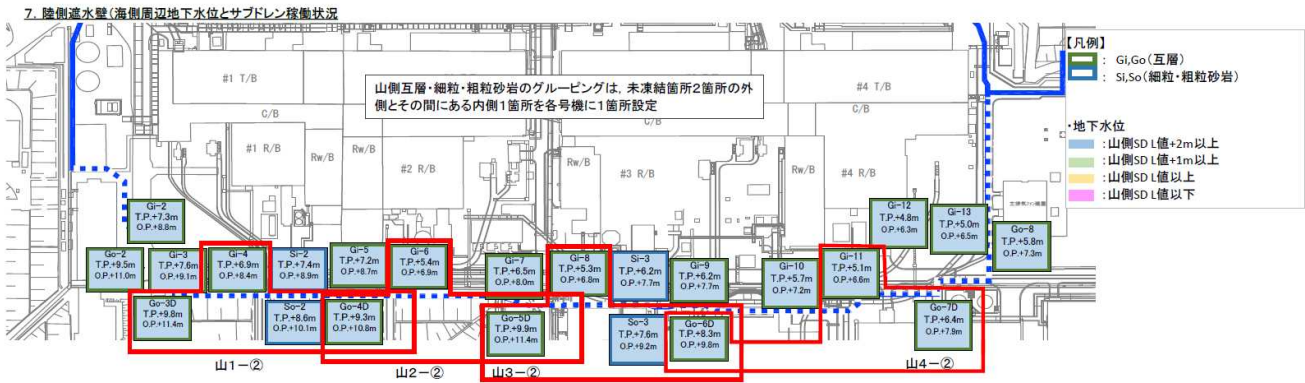 7．陸側遮水壁（海側周辺地下水位とサブドレン稼働状況
【凡例】
： Gi,Go（互層）
： Si,So（細粒・粗粒砂岩）
・地下水位
：山側SD L値+2m以上
：山側SD L値+1m以上
：山側SD L値以上
：山側SD L値以下
山側互層・細粒・粗粒砂岩のグルーピングは，未凍結箇所2箇所の外
側とその間にある内側1箇所を各号機に1箇所設定
#1 T/B
#4 T/B
C/B
C/B
#1 R/B
Rw/B
Rw/B
#2 R/B
Rw/B
#3 R/B
Rw/B
#4 R/B
Gi-2
T.P.+7.3m
O.P.+8.8m
Gi-12
T.P.+4.8m
O.P.+6.3m
Gi-13
T.P.+5.0m
O.P.+6.5m
Go-8
T.P.+5.8m
O.P.+7.3m
Go-2
T.P.+9.5m
O.P.+11.0m
Gi-3
T.P.+7.6m
O.P.+9.1m
Gi-4
T.P.+6.9m
O.P.+8.4m
Si-2
T.P.+7.4m
O.P.+8.9m
Gi-5
T.P.+7.2m
O.P.+8.7m
Gi-6
T.P.+5.4m
O.P.+6.9m
Gi-7
T.P.+6.5m
O.P.+8.0m
Gi-8
T.P.+5.3m
O.P.+6.8m
Si-3
T.P.+6.2m
O.P.+7.7m
Gi-9
T.P.+6.2m
O.P.+7.7m
Gi-10
T.P.+5.7m
O.P.+7.2m
Gi-11
T.P.+5.1m
O.P.+6.6m
Go-3D
T.P.+9.8m
O.P.+11.4m
So-2
T.P.+8.6m
O.P.+10.1m
Go-4D
T.P.+9.3m
O.P.+10.8m
Go-5D
T.P.+9.9m
O.P.+11.4m
So-3
T.P.+7.6m
O.P.+9.2m
Go-6D
T.P.+8.3m
O.P.+9.8m
Go-7D
T.P.+6.4m
O.P.+7.9m
山1－②
山2－②
山3－②
山4－②